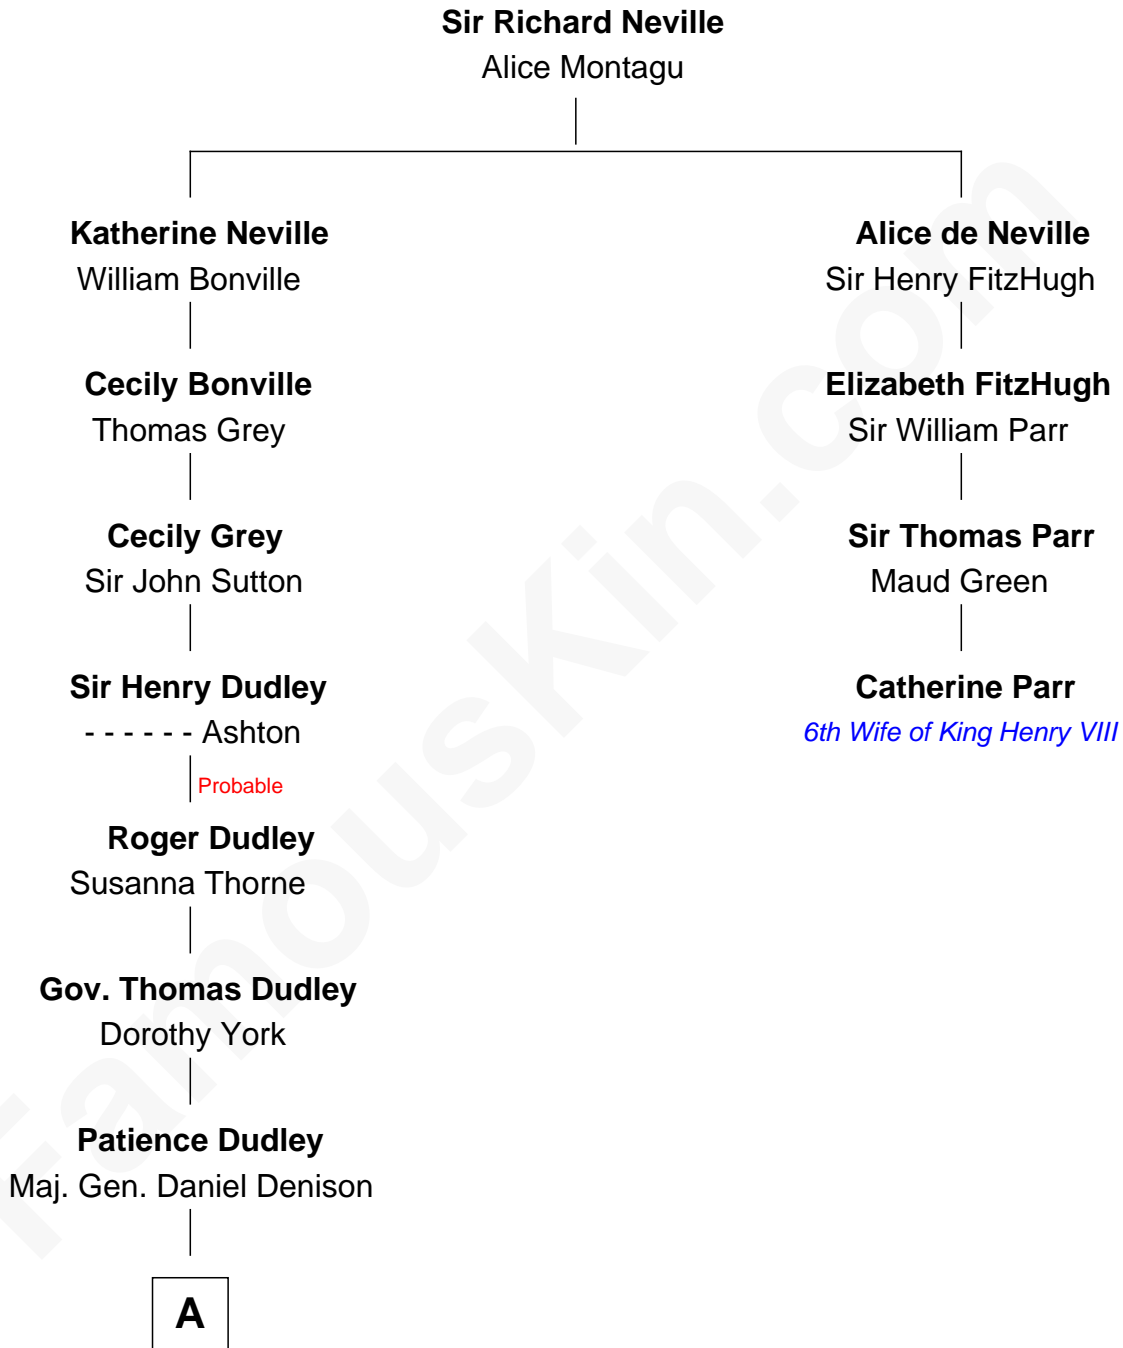 Sir Richard Neville
Alice Montagu
Katherine Neville
William Bonville
Alice de Neville
Sir Henry FitzHugh
Cecily Bonville
Thomas Grey
Elizabeth FitzHugh
Sir William Parr
Cecily Grey
Sir John Sutton
Sir Thomas Parr
Maud Green
Sir Henry Dudley
- - - - - - Ashton
Probable
Catherine Parr
6th Wife of King Henry VIII
Roger Dudley
Susanna Thorne
Gov. Thomas Dudley
Dorothy York
Patience Dudley
Maj. Gen. Daniel Denison
A
FamousKin.com